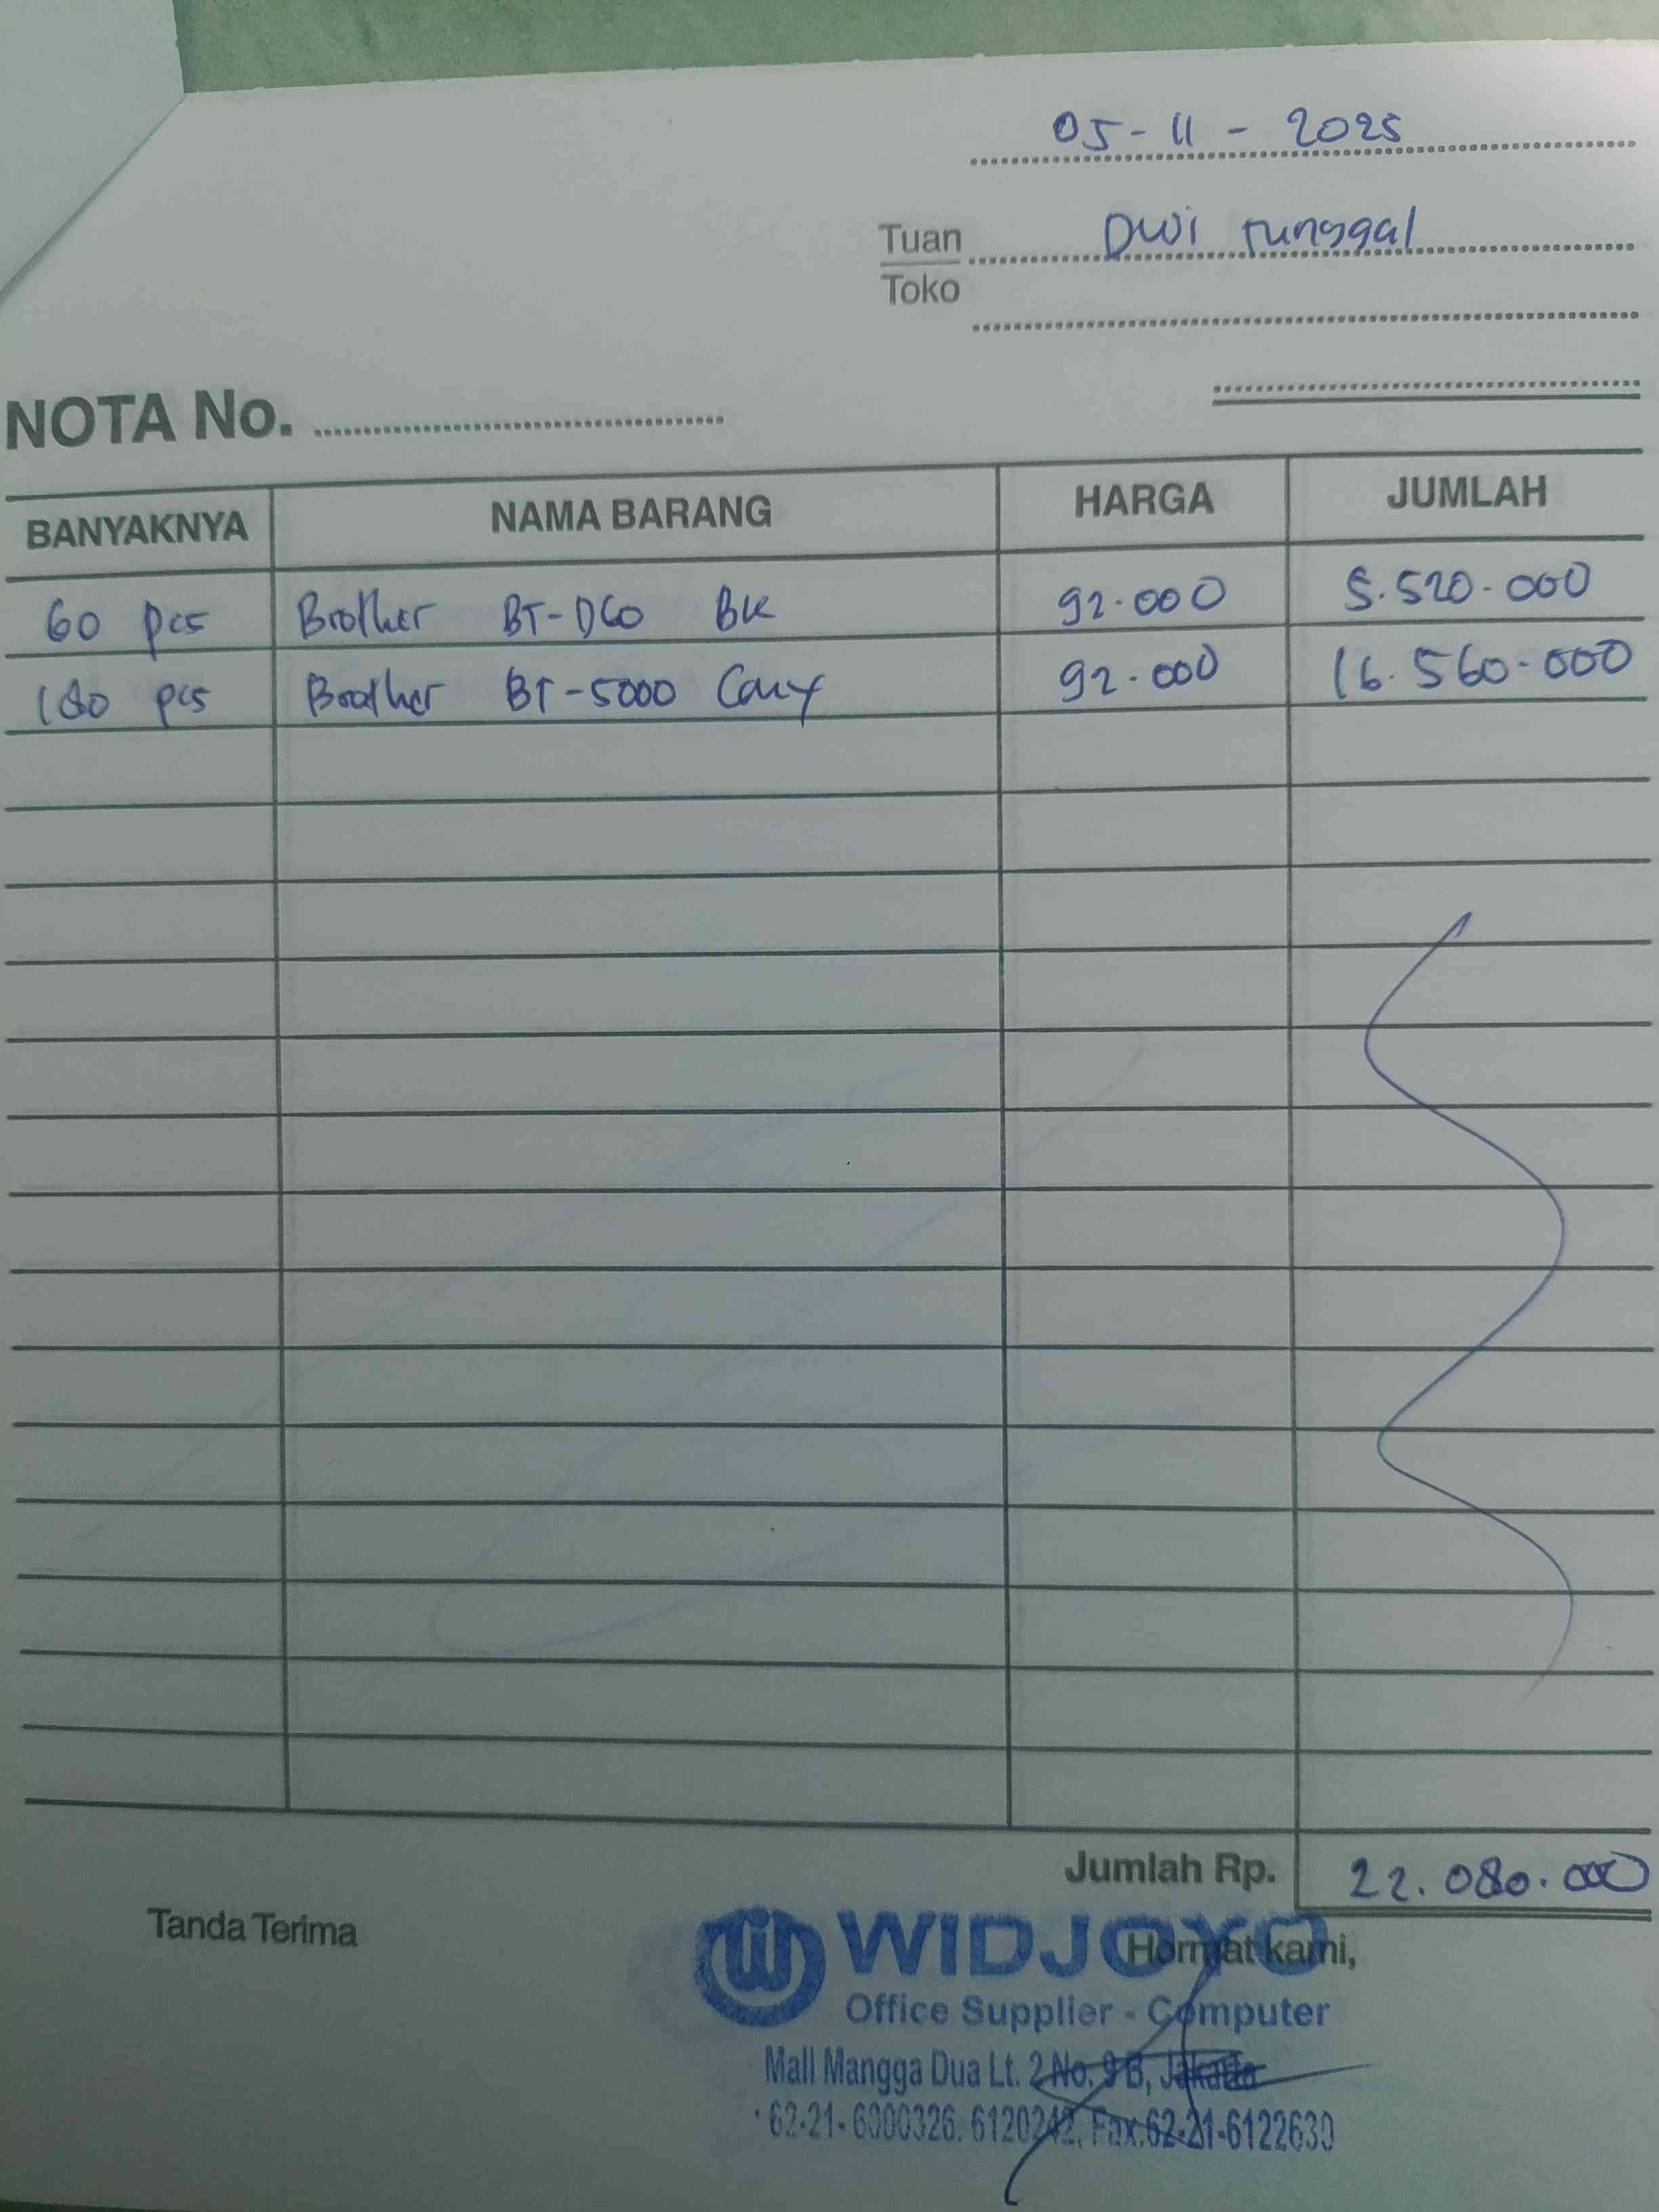 05-11-2025
Tuan Dwi tunggal
Toko
NOTA No.
BANYAKNYA NAMA BARANG HARGA JUMLAH
60 pcs Brother BT-D60 BK 92.000 5.520.000
180 pcs Brother BT-5000 92.000 16.560.000
Jumlah Rp. 22.080.000
Tanda Terima
Hormat kami,
WIDJOYO
Office Supplier - Computer
Mall Mangga Dua Lt. 2 No. 9 B, Jakarta
62-21-6000326. 6120242, Fax.62-21-6122630